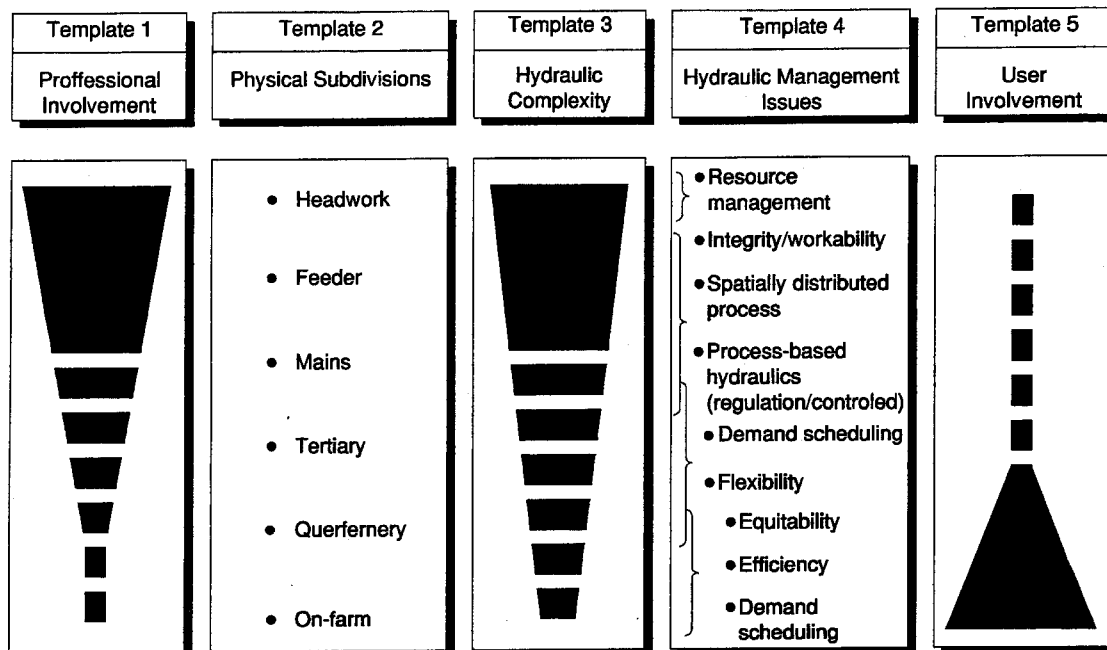 Template 1
Proffessional
Involvement
Template 2
Physical Subdivisions
Template 3
Hydraulic
Complexity
Template 4
Hydraulic Management
Issues
Template 5
User
Involvement
• Headwork
• Feeder
• Mains
• Tertiary
• Querfernery
• On-farm
• Resource
management
• Integrity/workability
• Spatially distributed
process
• Process-based
hydraulics
(regulation/controled)
• Demand scheduling
• Flexibility
• Equitability
• Efficiency
• Demand
scheduling